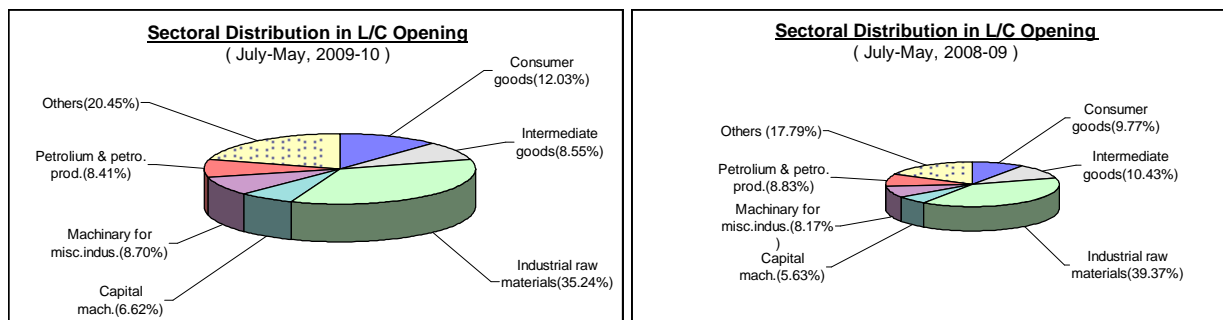 Sectoral Distribution in L/C Opening
( July-May, 2009-10 )
Consumer
goods(12.03%)
Others(20.45%)
Intermediate
goods(8.55%)
Petrolium & petro.
prod.(8.41%)
Machinary for
misc.indus.(8.70%)
Industrial raw
materials(35.24%)
Capital
mach.(6.62%)
Sectoral Distribution in L/C Opening
( July-May, 2008-09 )
Consumer
goods(9.77%)
Others (17.79%)
Intermediate
goods(10.43%)
Petrolium & petro.
prod.(8.83%)
Machinary for
misc.indus.(8.17%
)
Capital
mach.(5.63%)
Industrial raw
materials(39.37%)